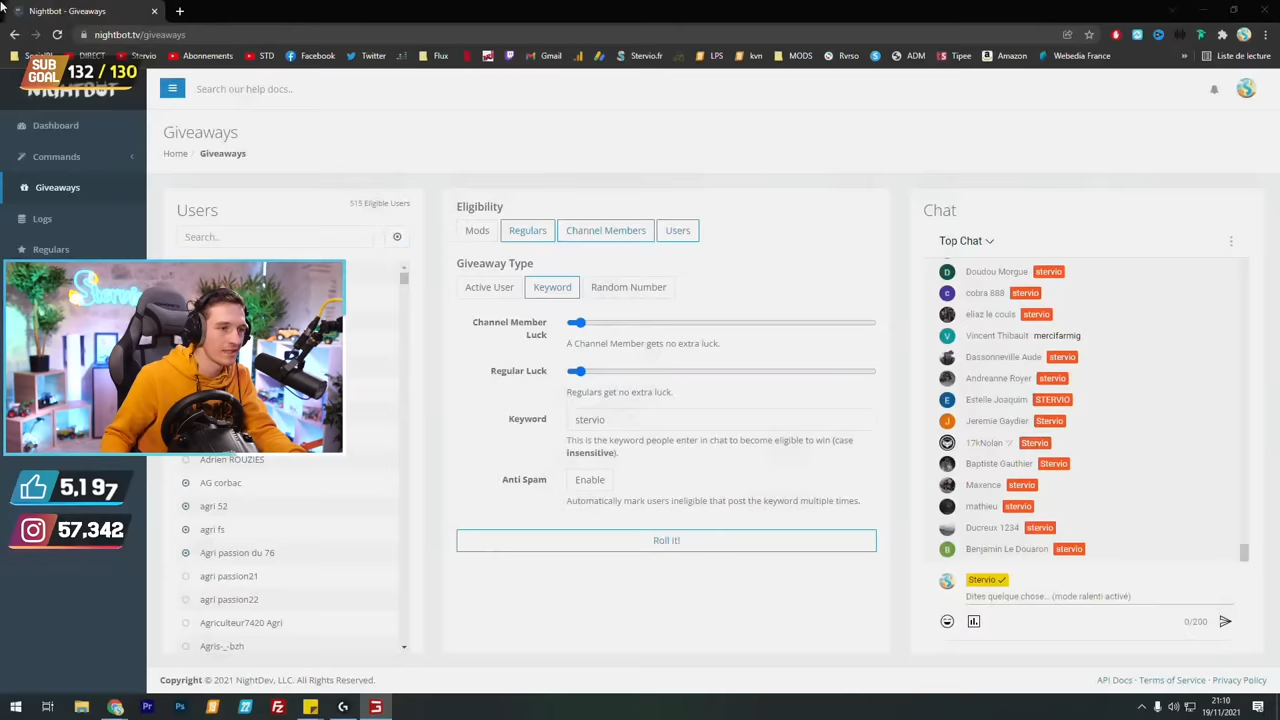 Nightbot - Giveaways
nightbot.tv/giveaways
Automations
STD
Facebook
Twitter
Flux
Gmail
Stervio.fr
LPS
kvn
MODS
Rvrso
ADM
Tipee
Amazon
Webedia France
»
Liste de lecture
SUB GOAL 132 / 130
NIGHTBOT
Search our help docs..
Dashboard
Commands
Giveaways
Logs
Regulars
Giveaways
Home / Giveaways
Users
515 Eligible Users
Search..
Adrien ROUZIES
AG corbac
agri 52
agri fs
Agri passion du 76
agri passion21
agri passion22
Agriculteur7420 Agri
Agris-_-bzh
Stervio
5,197
57,342
Eligibility
Mods Regulars Channel Members Users
Giveaway Type
Active User Keyword Random Number
Channel Member
Luck
A Channel Member gets no extra luck.
Regular Luck
Regulars get no extra luck.
Keyword
stervio
This is the keyword people enter in chat to become eligible to win (case
insensitive).
Anti Spam
Enable
Automatically mark users ineligible that post the keyword multiple times.
Roll It!
Chat
Top Chat
Doudou Morgue stervio
cobra 888 stervio
eliaz le couls stervio
Vincent Thibault mercifarmig
Dassonneville Aude stervio
Andreanne Royer stervio
Estelle Joaquim STERVIO
Jeremie Gaydier Stervio
17kNolan ツ Stervio
Baptiste Gauthier Stervio
Maxence stervio
mathieu stervio
Ducreux 1234 stervio
Benjamin Le Douaron stervio
Stervio
Dites quelque chose... (mode ralenti activé)
0/200
Copyright © 2021 NightDev, LLC. All Rights Reserved.
API Docs - Terms of Service - Privacy Policy
21:10
19/11/2021